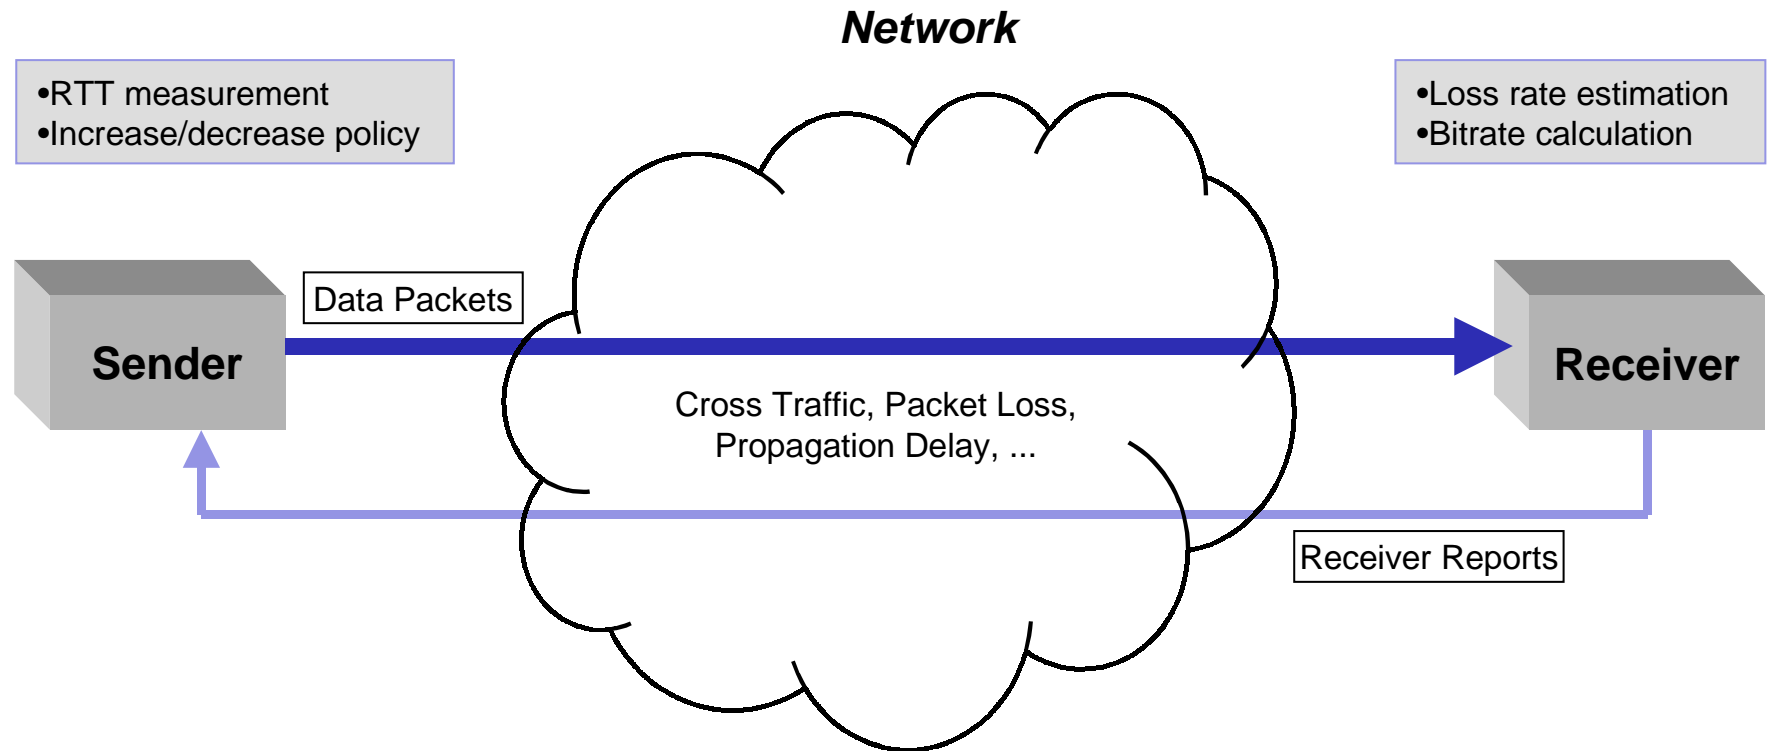 Network
•RTT measurement
•Increase/decrease policy
•Loss rate estimation
•Bitrate calculation
Data Packets
Sender
Receiver
Cross Traffic, Packet Loss,
Propagation Delay, ...
Receiver Reports